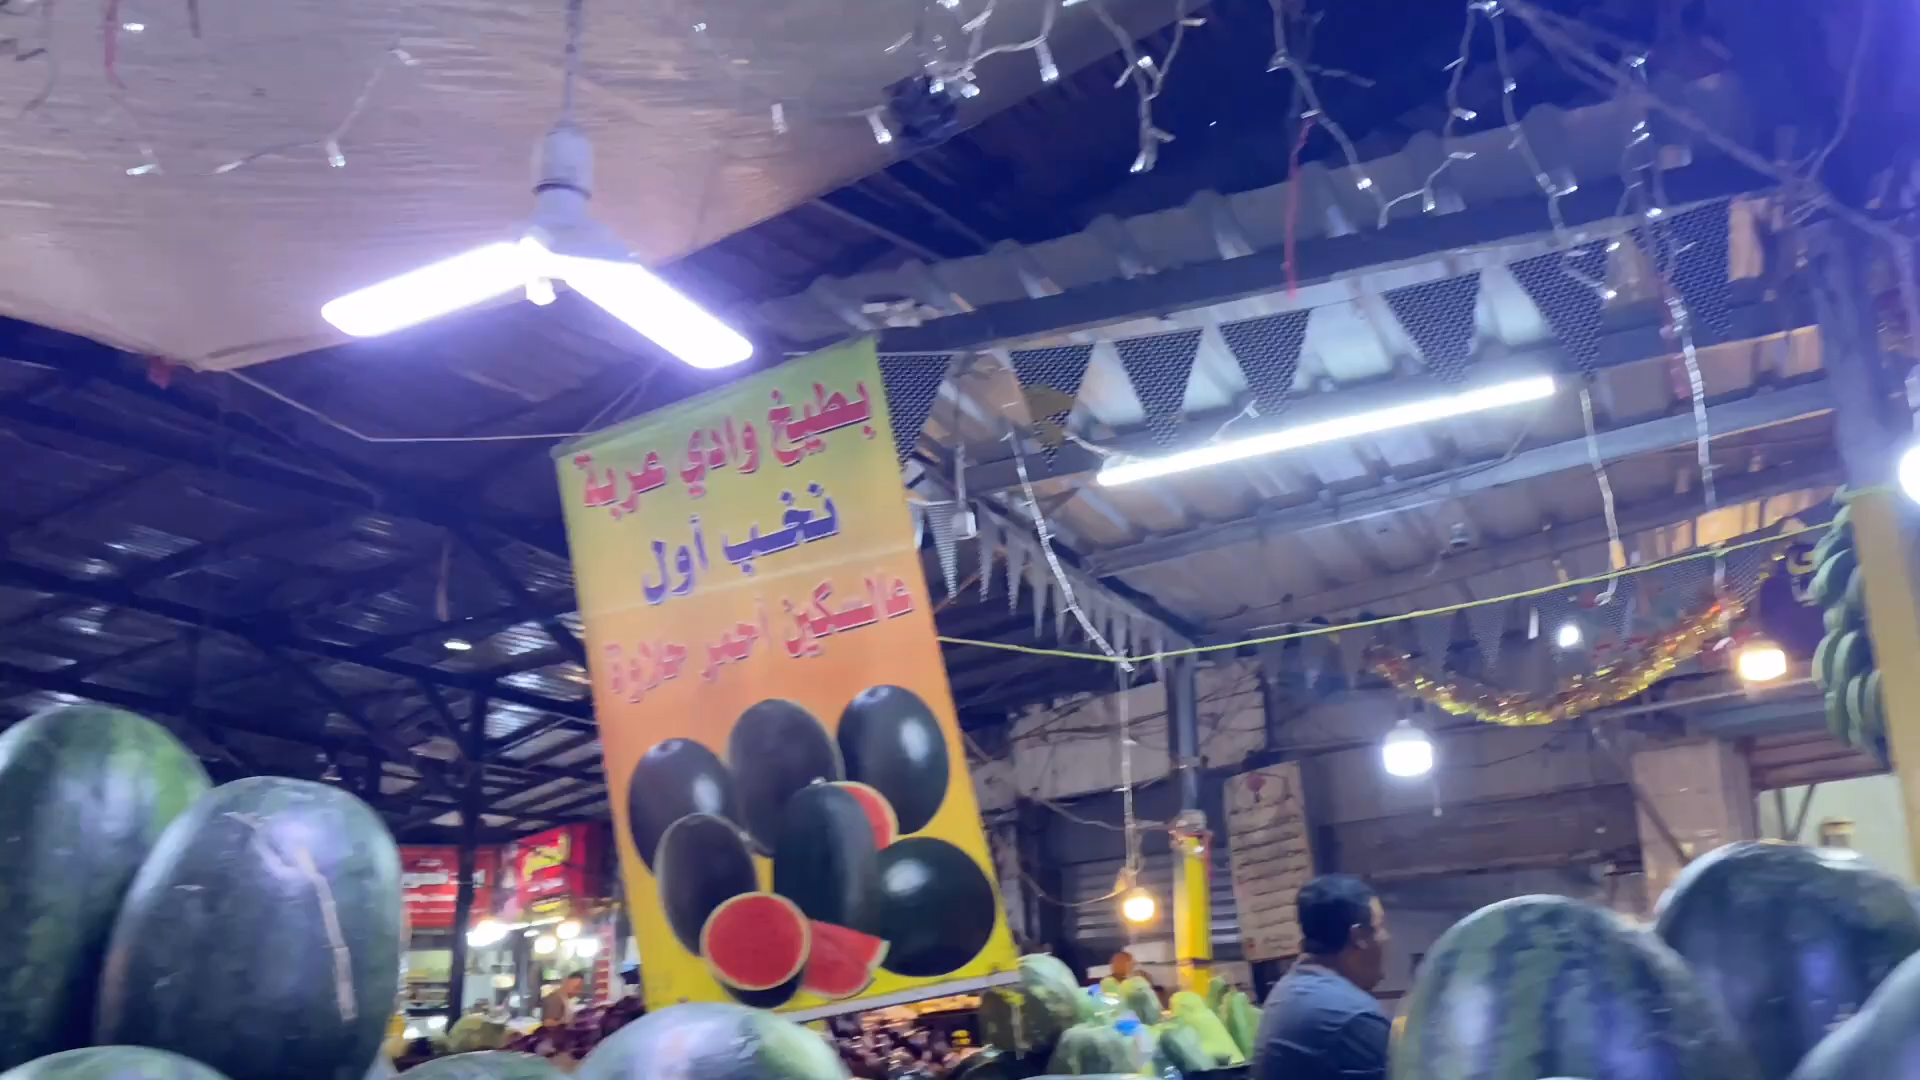 بطيخ وادي عربة
نخب أول
عالسكين أحمر حلاوة